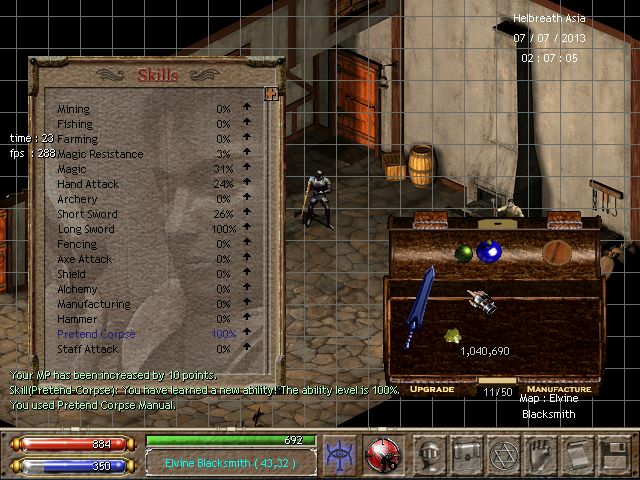 Helbreath Asia
07 / 07 / 2013
02 : 07 : 05
Skills
time : 23
fps : 288
Mining 0%
Fishing 0%
Farming 0%
Magic Resistance 3%
Magic 31%
Hand Attack 24%
Archery 0%
Short Sword 26%
Long Sword 100%
Fencing 0%
Axe Attack 0%
Shield 0%
Alchemy 0%
Manufacturing 0%
Hammer 0%
Pretend Corpse 100%
Staff Attack 0%
1,040,690
UPGRADE
11/50
MANUFACTURE
Map : Elvine
Blacksmith
Your MP has been increased by 10 points.
Skill(Pretend-Corpse): You have learned a new ability! The ability level is 100%.
You used Pretend Corpse Manual.
334
692
350
Elvine Blacksmith ( 43,32 )